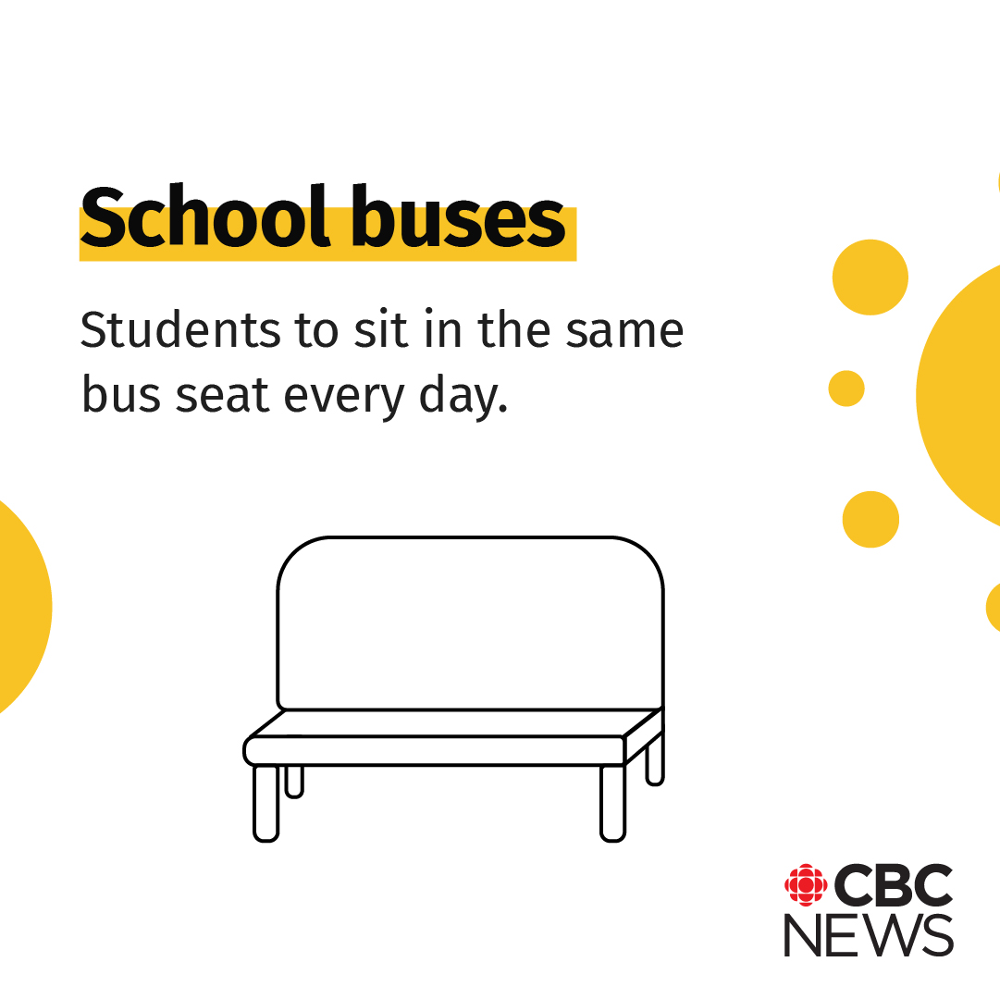 School buses
Students to sit in the same
bus seat every day.
CBC
NEWS